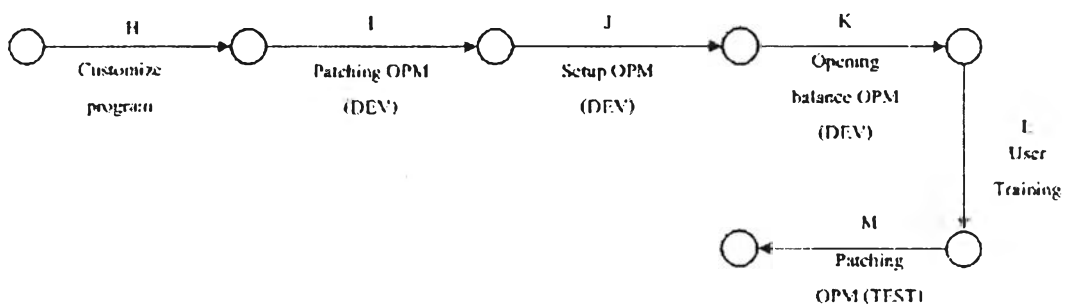 H
Customize
program
I
Patching OPM
(DEV)
J
Setup OPM
(DEV)
K
Opening
balance OPM
(DEV)
L
User
Training
M
Patching
OPM (TEST)